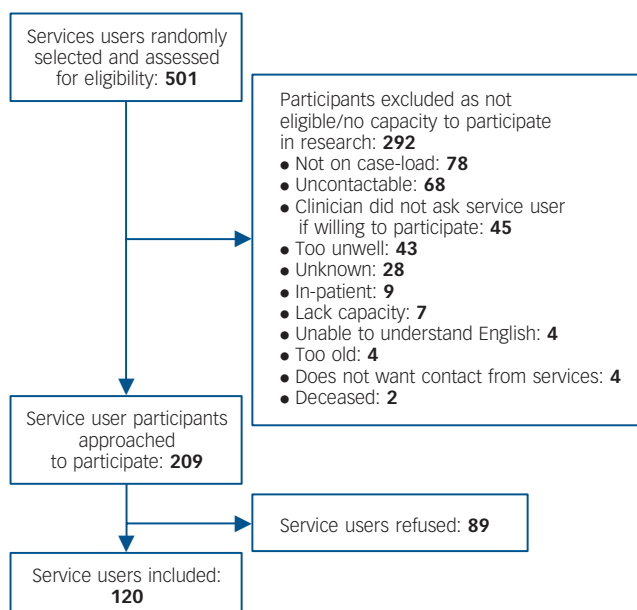 Services users randomly
selected and assessed
for eligibility: 501
Participants excluded as not
eligible/no capacity to participate
in research: 292
● Not on case-load: 78
● Uncontactable: 68
● Clinician did not ask service user
if willing to participate: 45
● Too unwell: 43
● Unknown: 28
● In-patient: 9
● Lack capacity: 7
● Unable to understand English: 4
● Too old: 4
● Does not want contact from services: 4
● Deceased: 2
Service user participants
approached
to participate: 209
Service users refused: 89
Service users included:
120